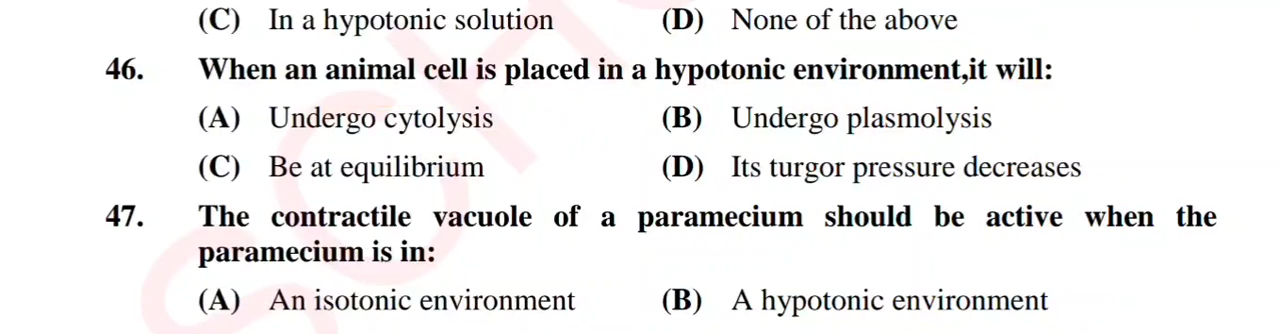 (C) In a hypotonic solution (D) None of the above
46. When an animal cell is placed in a hypotonic environment,it will:
(A) Undergo cytolysis (B) Undergo plasmolysis
(C) Be at equilibrium (D) Its turgor pressure decreases
47. The contractile vacuole of a paramecium should be active when the
paramecium is in:
(A) An isotonic environment (B) A hypotonic environment